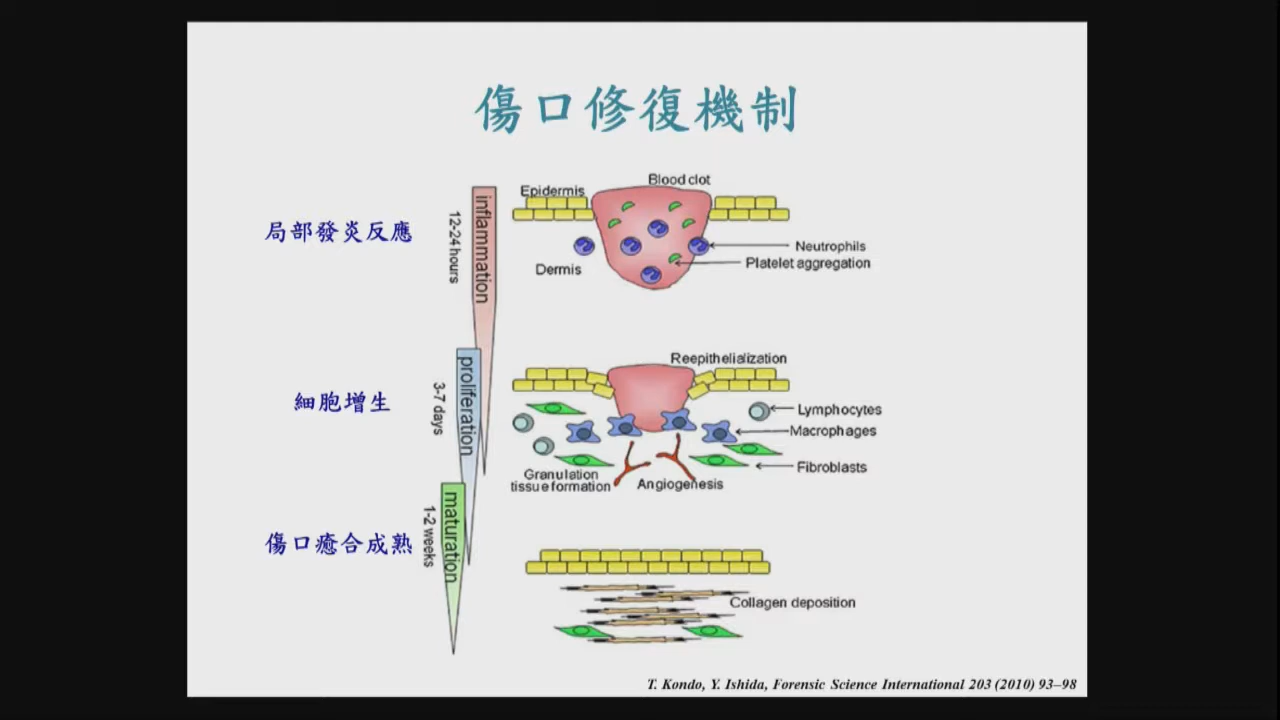 傷口修復機制
局部發炎反應
12-24 hours
inflammation
Epidermis
Blood clot
Neutrophils
Platelet aggregation
Dermis
細胞增生
3-7 days
proliferation
Reepithelialization
Lymphocytes
Macrophages
Fibroblasts
Granulation
tissue formation
Angiogenesis
傷口癒合成熟
1-2 weeks
maturation
Collagen deposition
T. Kondo, Y. Ishida, Forensic Science International 203 (2010) 93–98